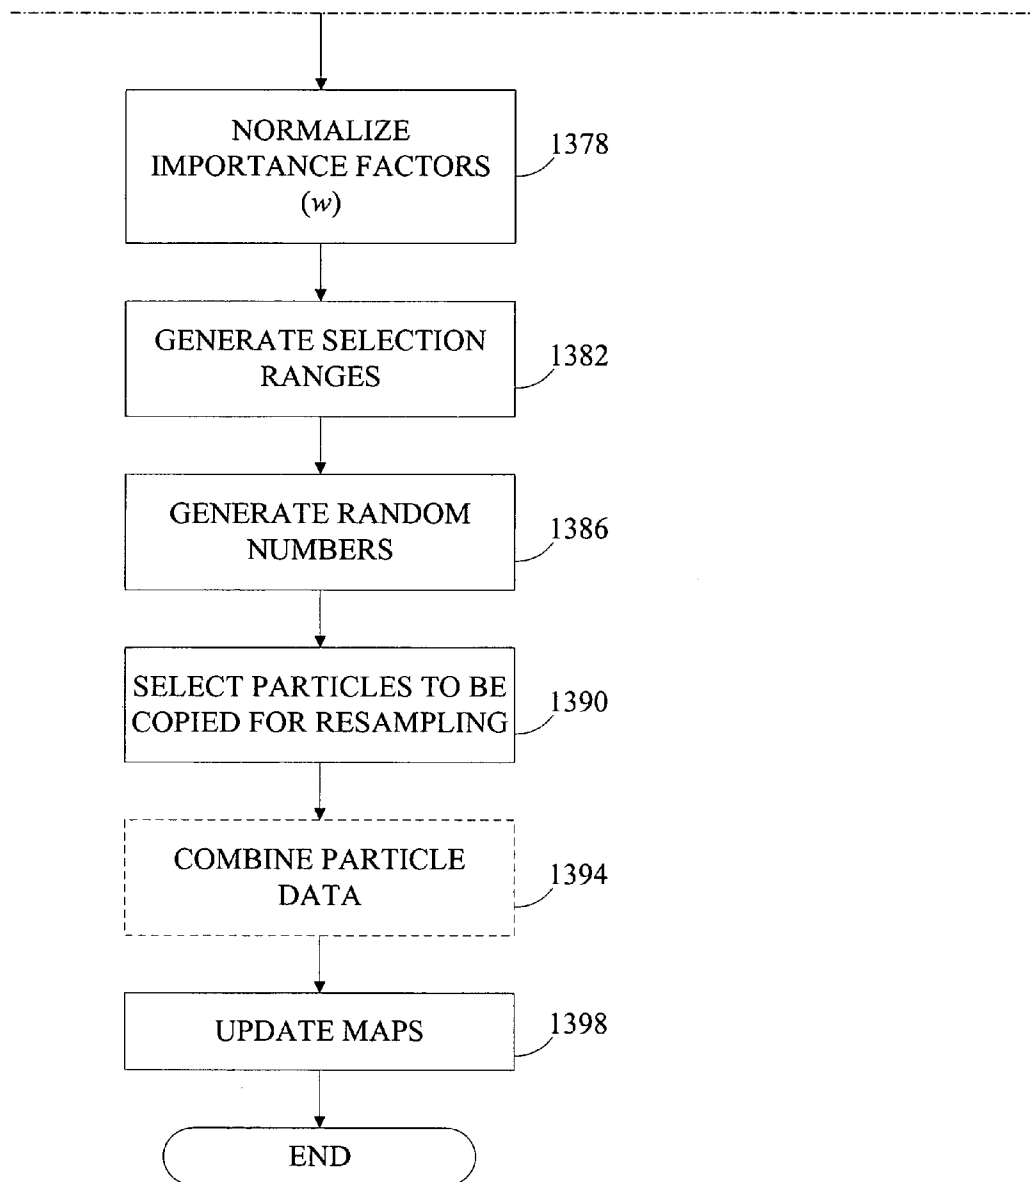 NORMALIZE
IMPORTANCE FACTORS
(w)
1378
GENERATE SELECTION
RANGES
1382
GENERATE RANDOM
NUMBERS
1386
SELECT PARTICLES TO BE
COPIED FOR RESAMPLING
1390
COMBINE PARTICLE
DATA
1394
UPDATE MAPS
1398
END